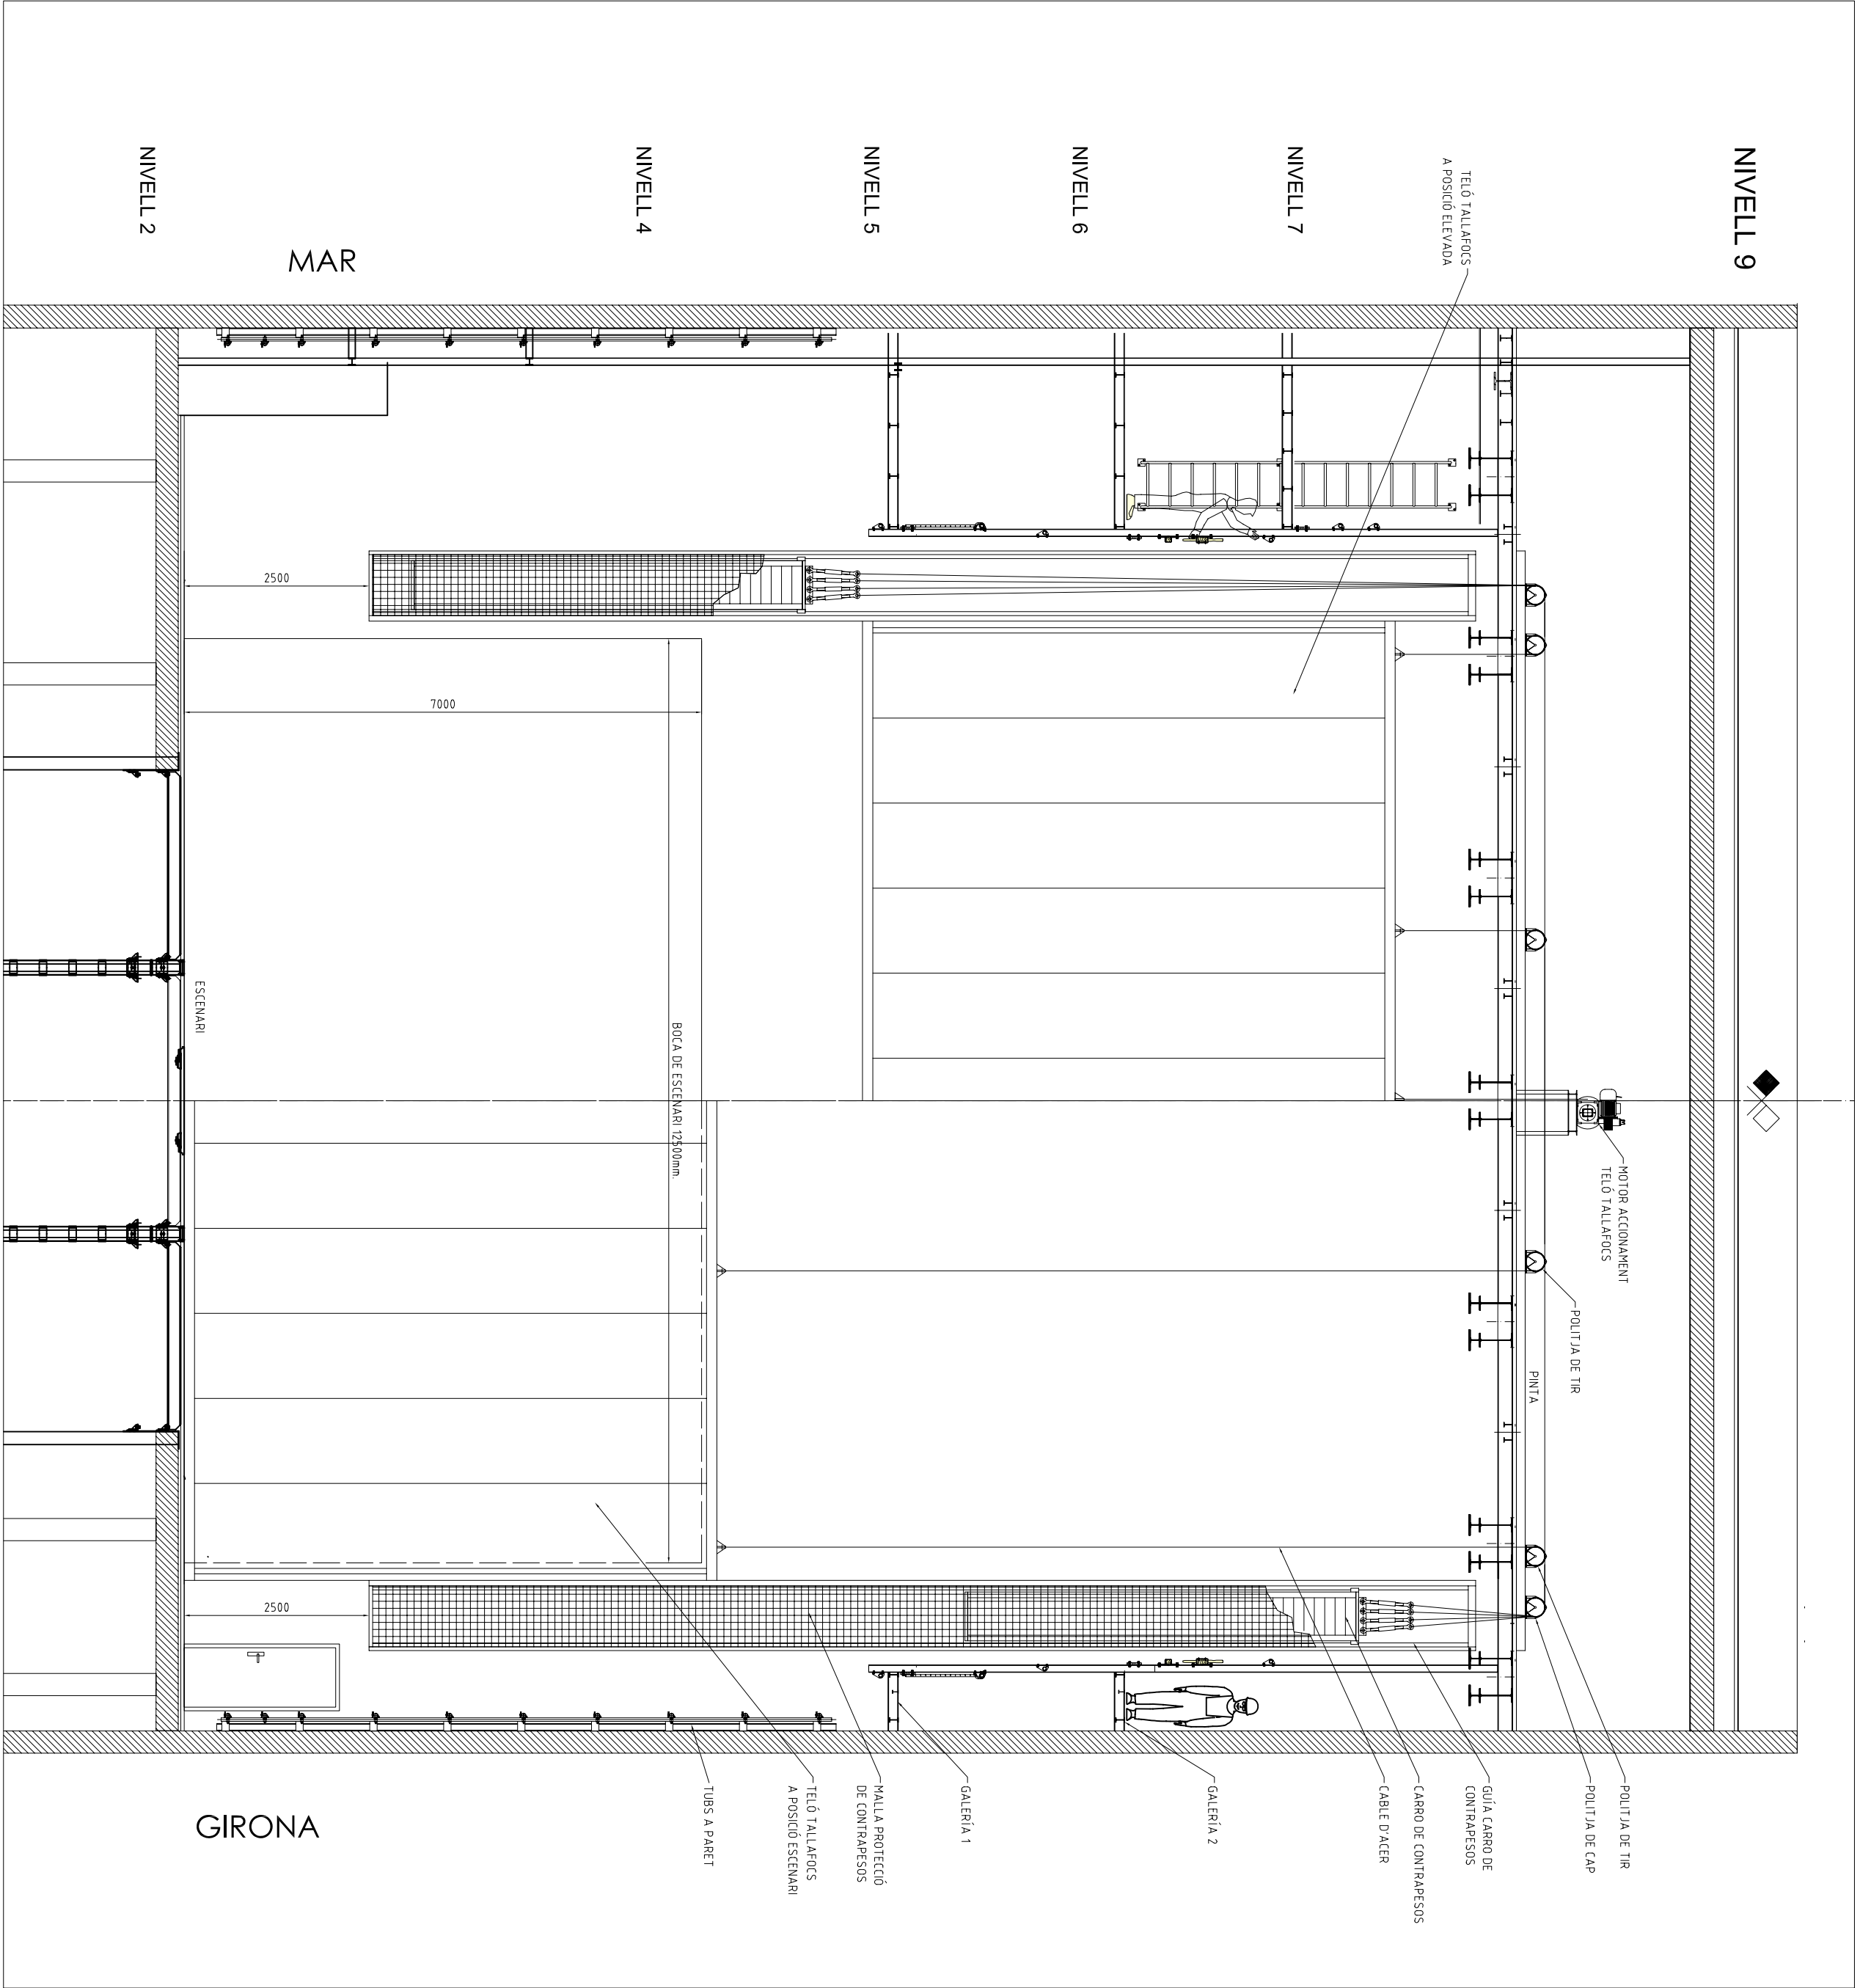 NIVELL 9
NIVELL 7
NIVELL 6
NIVELL 5
NIVELL 4
NIVELL 2
MAR
TELÓ TALLAFOCS
A POSICIÓ ELEVADA
2500
7000
ESCENARI
BOCA DE ESCENARI 12500mm.
MOTOR ACCIONAMENT
TELÓ TALLAFOCS
POLITJA DE TIR
PINTA
2500
POLITJA DE TIR
POLITJA DE CAP
GUÍA CARRO DE
CONTRAPESOS
CARRO DE CONTRAPESOS
CABLE D'ACER
GALERÍA 2
GALERÍA 1
MALLA PROTECCIÓ
DE CONTRAPESOS
TELÓ TALLAFOCS
A POSICIÓ ESCENARI
TUBS A PARET
GIRONA